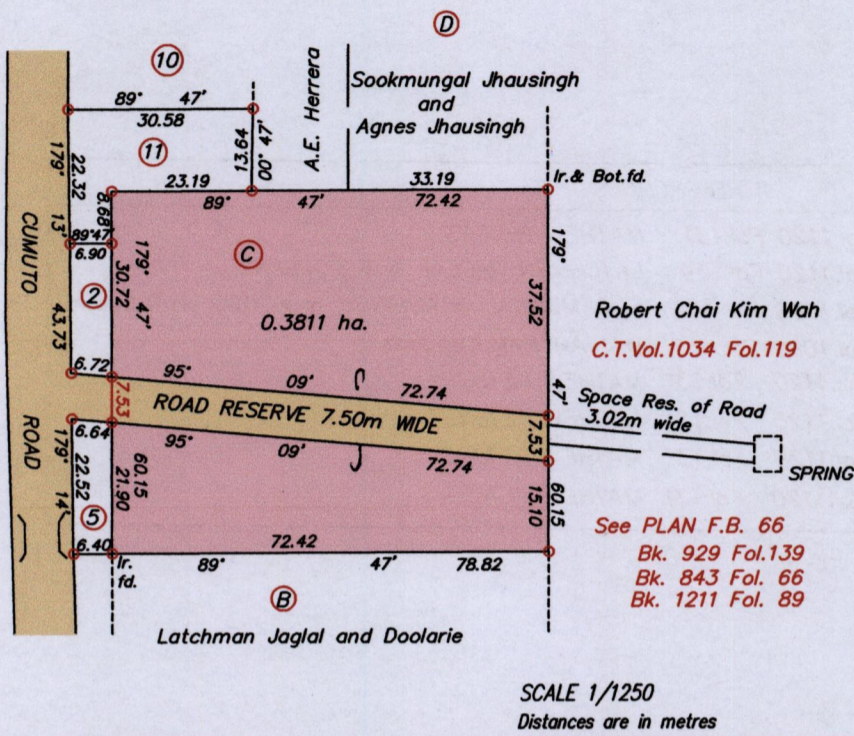 D
10
89° 47'
30.58
A.E. Herrera
Sookmungal Jhausingh
and
Agnes Jhausingh
11
13.64
00° 47'
179° 13'
22.32
8.68
23.19
33.19
89° 47' 72.42
Ir.& Bot.fd.
89°47'
6.90
C
179° 47'
30.72
179° 47'
37.52
CUMUTO ROAD
2
43.73
0.3811 ha.
Robert Chai Kim Wah
C.T.Vol.1034 Fol.119
6.72
95° 09' 72.74
7.53
ROAD RESERVE 7.50m WIDE
7.53
Space Res. of Road
3.02m wide
SPRING
6.64
95° 09' 72.74
179° 14'
22.52
60.15
21.90
60.15
15.10
5
See PLAN F.B. 66
Bk. 929 Fol.139
Bk. 843 Fol. 66
Bk. 1211 Fol. 89
6.40
72.42
Ir.
fd.
89° 47' 78.82
B
Latchman Jaglal and Doolarie
SCALE 1/1250
Distances are in metres